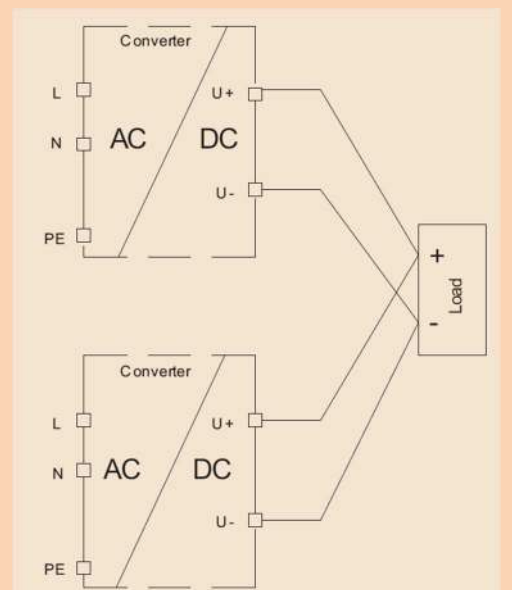 Converter
L
U+
N
AC
DC
U-
PE
+
Load
-
Converter
L
U+
N
AC
DC
U-
PE